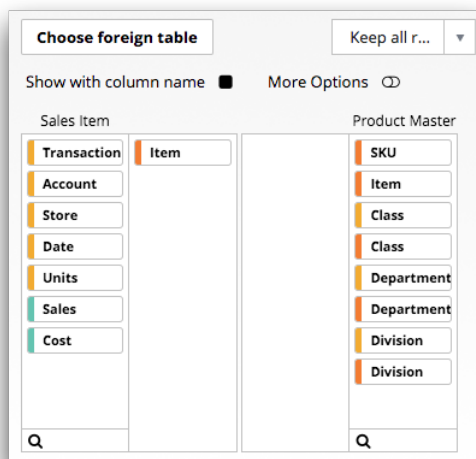 Choose foreign table
Keep all r...
Show with column name
More Options
Sales Item
Product Master
Transaction
Account
Store
Date
Units
Sales
Cost
Item
SKU
Item
Class
Class
Department
Department
Division
Division